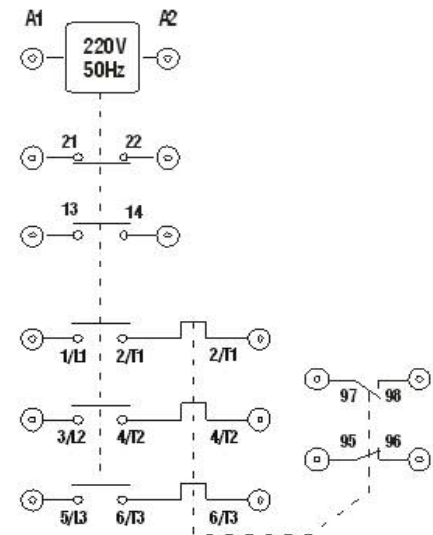 A1 A2
220V
50Hz
21 22
13 14
1/L1 2/T1 2/T1
97 98
3/L2 4/T2 4/T2
95 96
5/L3 6/T3 6/T3